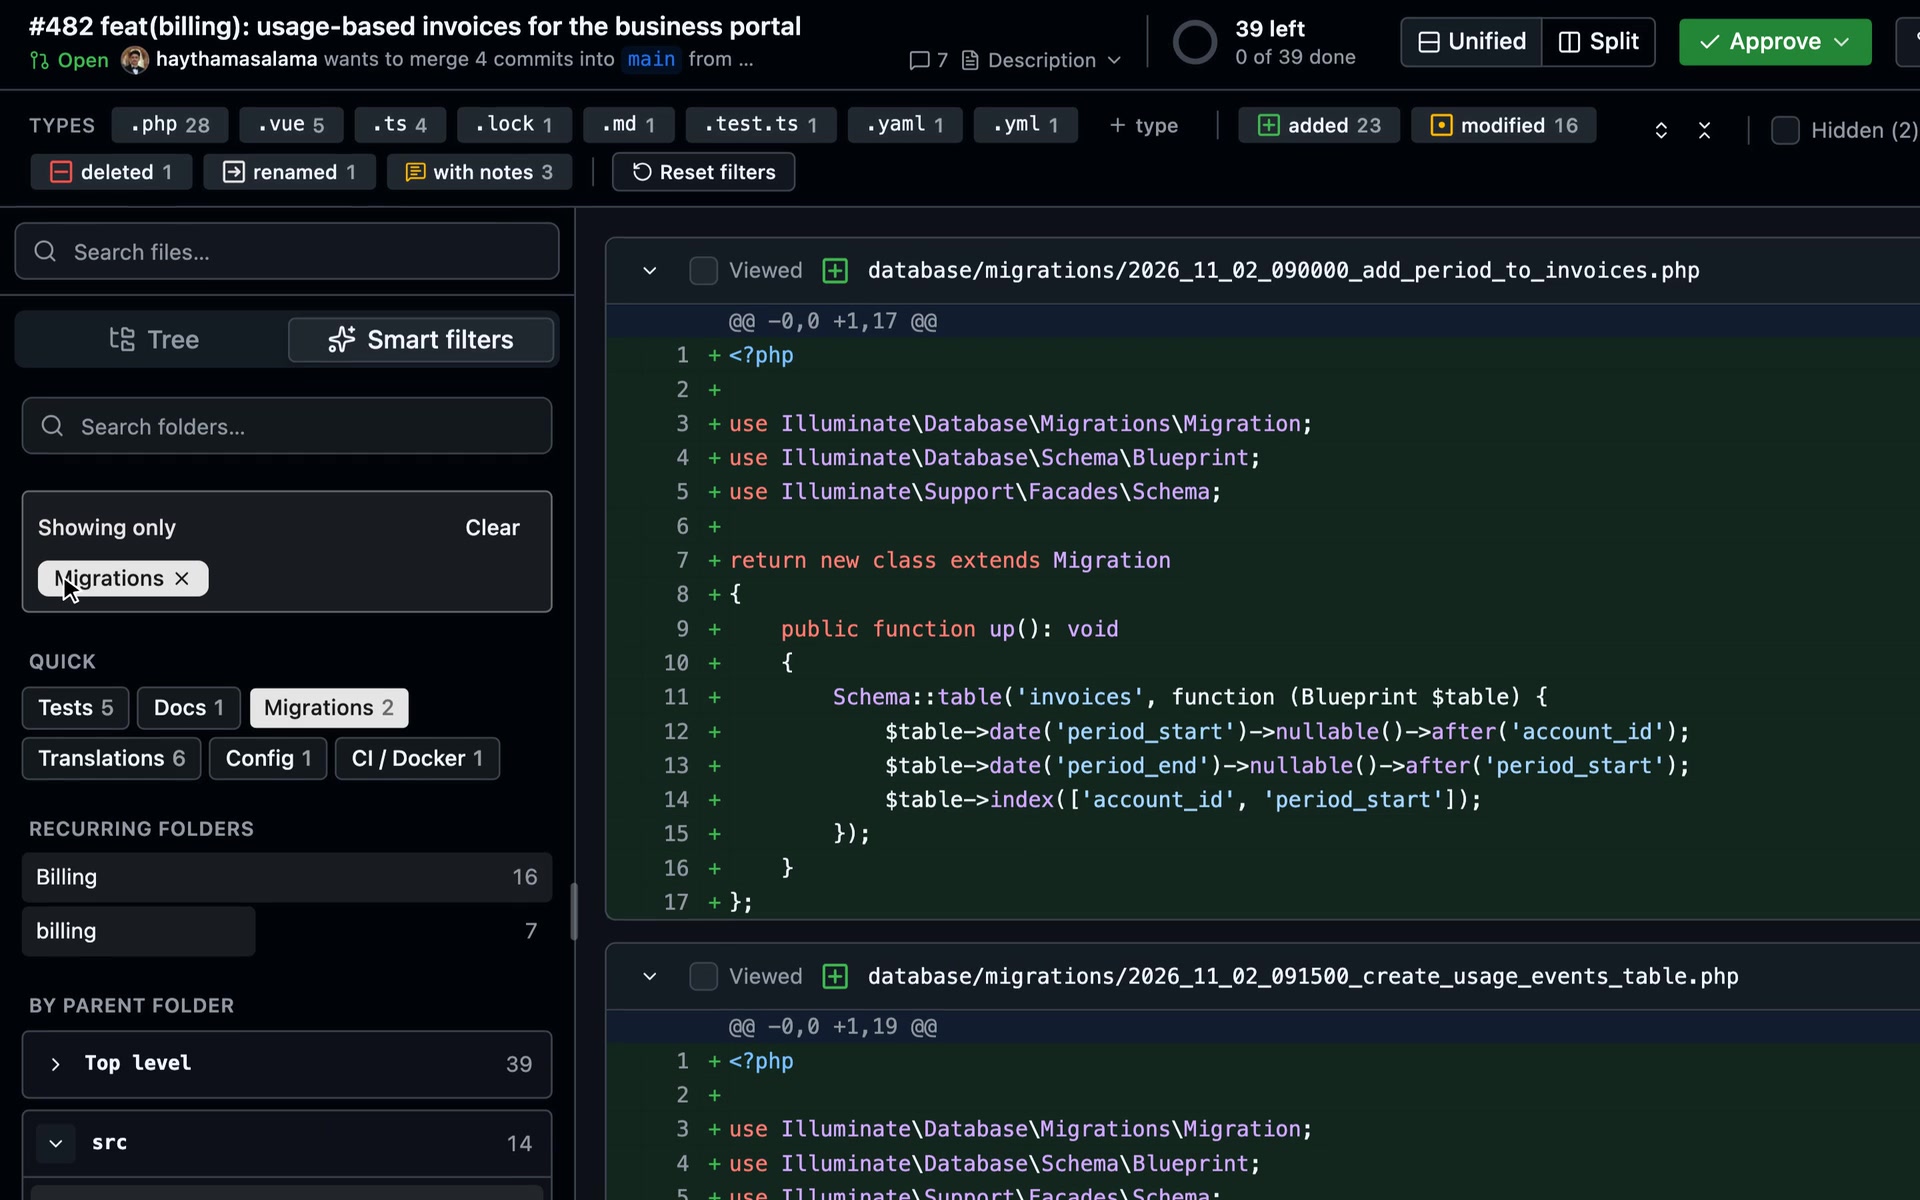 #482 feat(billing): usage-based invoices for the business portal
Open haythamasalama wants to merge 4 commits into main from ...
7 Description
39 left
0 of 39 done
Unified Split
Approve
TYPES .php 28 .vue 5 .ts 4 .lock 1 .md 1 .test.ts 1 .yaml 1 .yml 1 + type added 23 modified 16 Hidden (2)
deleted 1 renamed 1 with notes 3 Reset filters
Search files...
Tree Smart filters
Search folders...
Showing only Clear
Migrations ×
QUICK
Tests 5 Docs 1 Migrations 2
Translations 6 Config 1 CI / Docker 1
RECURRING FOLDERS
Billing 16
billing 7
BY PARENT FOLDER
Top level 39
src 14
Viewed database/migrations/2026_11_02_090000_add_period_to_invoices.php
@@ -0,0 +1,17 @@
1 +<?php
2 +
3 +use Illuminate\Database\Migrations\Migration;
4 +use Illuminate\Database\Schema\Blueprint;
5 +use Illuminate\Support\Facades\Schema;
6 +
7 +return new class extends Migration
8 +{
9 +    public function up(): void
10 +    {
11 +        Schema::table('invoices', function (Blueprint $table) {
12 +            $table->date('period_start')->nullable()->after('account_id');
13 +            $table->date('period_end')->nullable()->after('period_start');
14 +            $table->index(['account_id', 'period_start']);
15 +        });
16 +    }
17 +};
Viewed database/migrations/2026_11_02_091500_create_usage_events_table.php
@@ -0,0 +1,19 @@
1 +<?php
2 +
3 +use Illuminate\Database\Migrations\Migration;
4 +use Illuminate\Database\Schema\Blueprint;
5 +use Illuminate\Support\Facades\Schema;